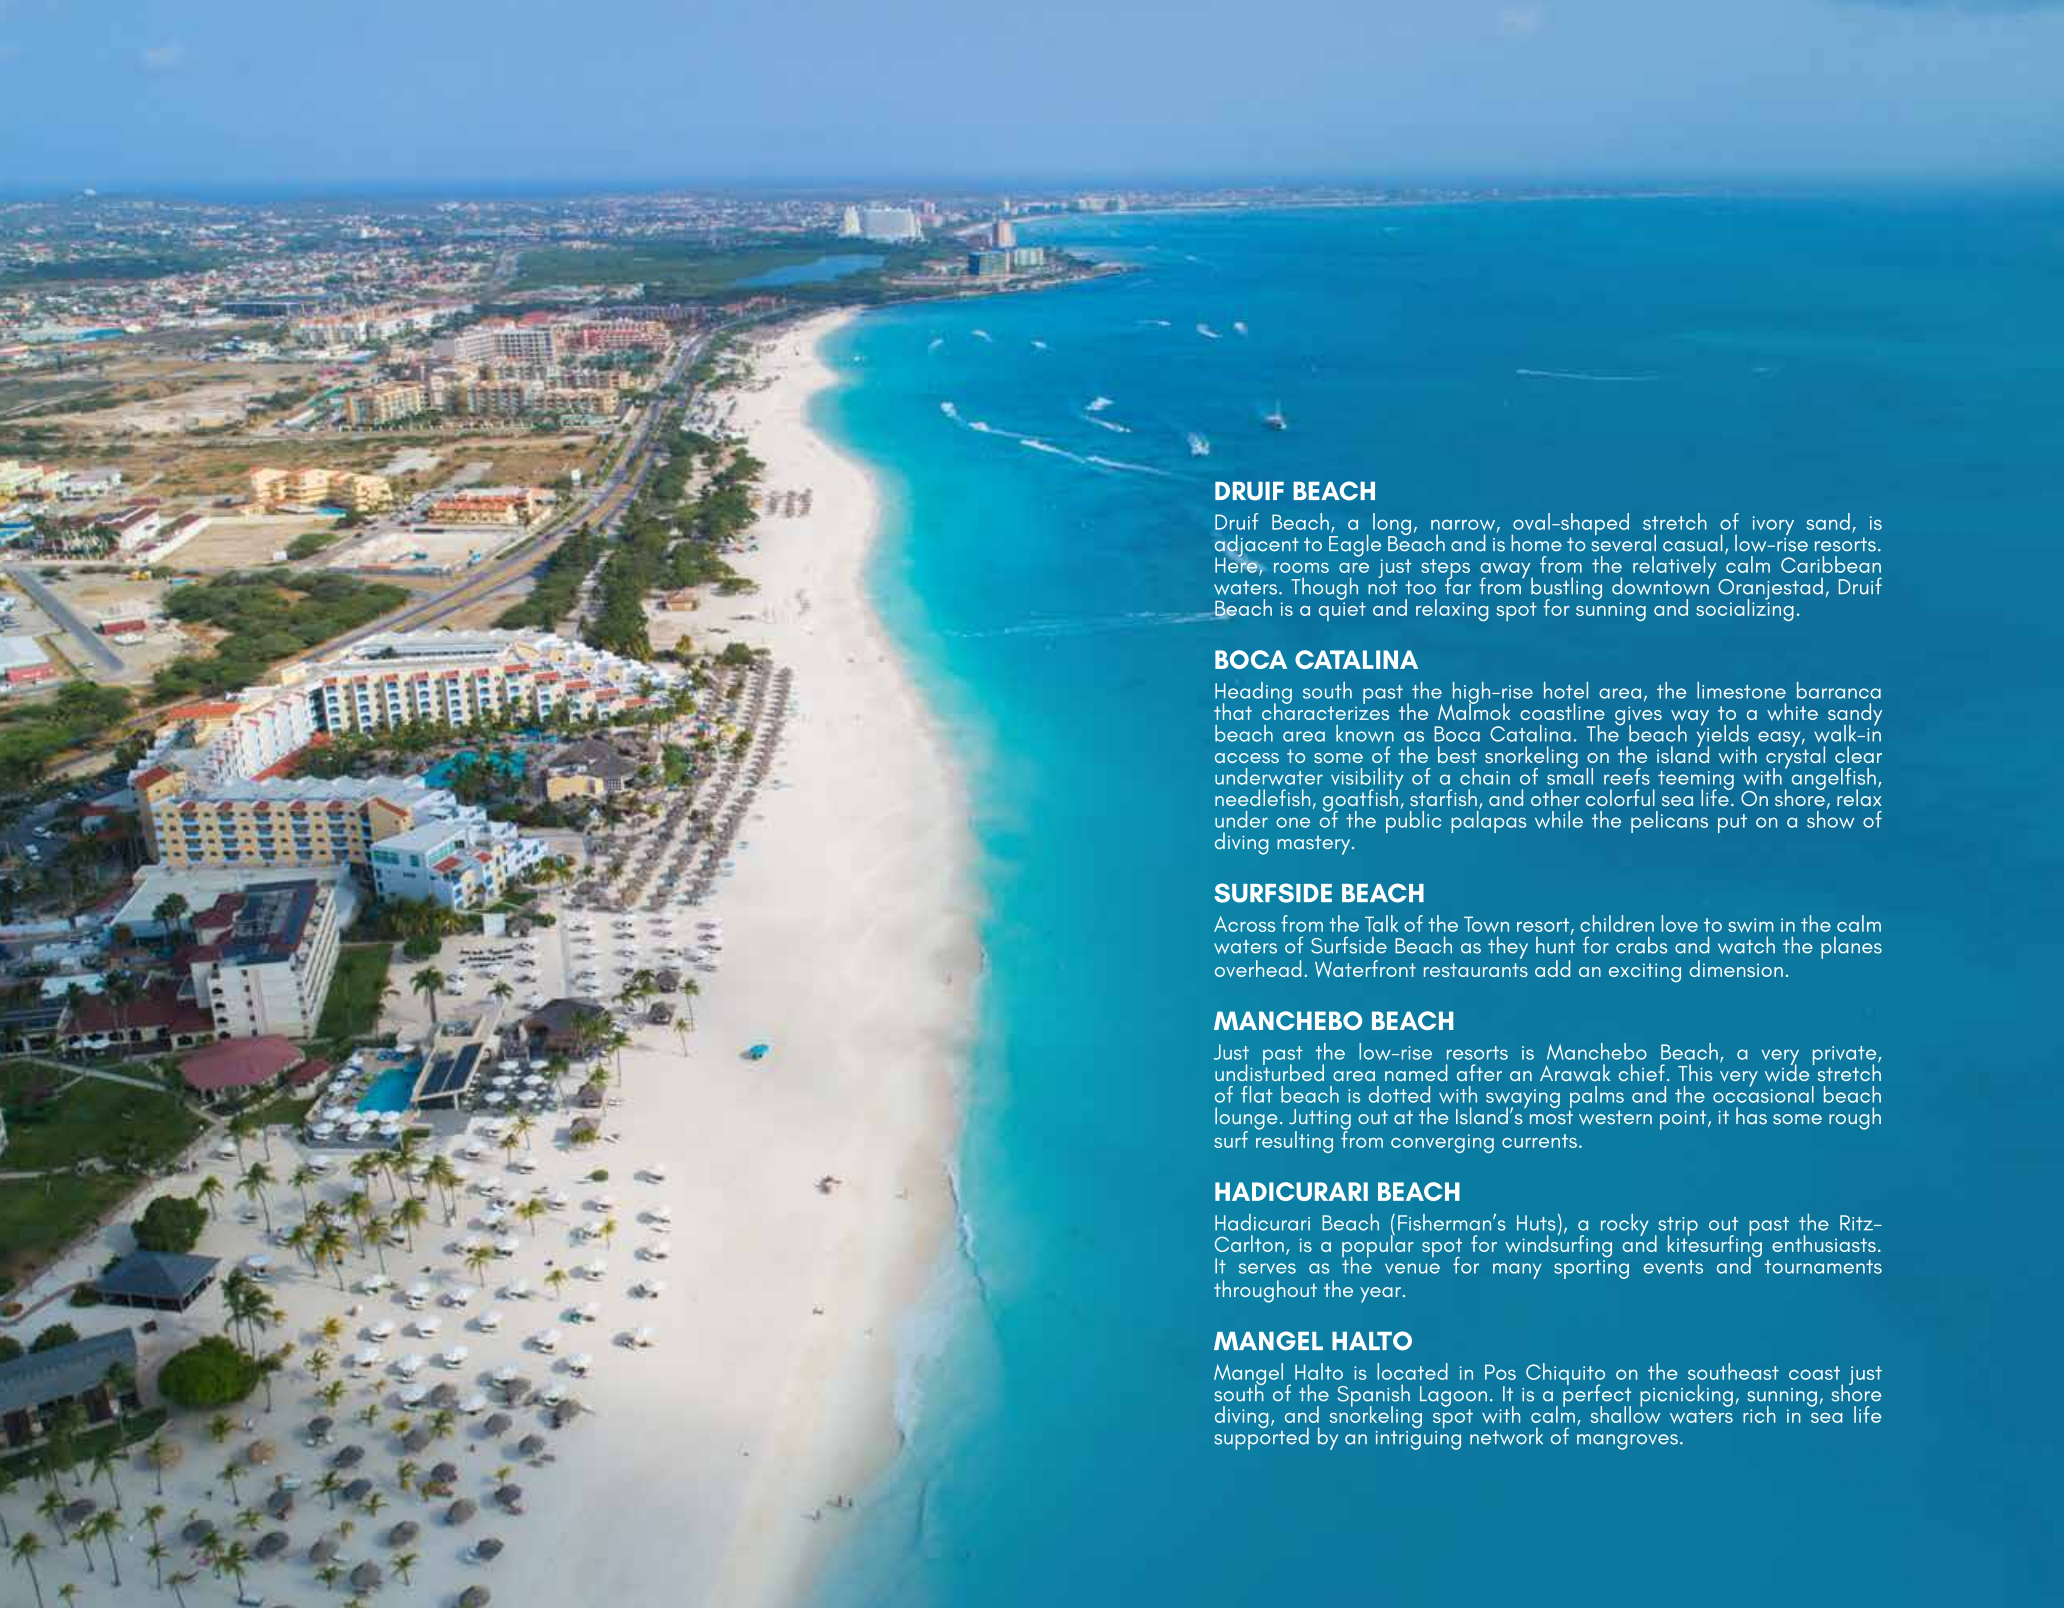 DRUIF BEACH
Druif Beach, a long, narrow, oval-shaped stretch of ivory sand, is
adjacent to Eagle Beach and is home to several casual, low-rise resorts.
Here, rooms are just steps away from the relatively calm Caribbean
waters. Though not too far from bustling downtown Oranjestad, Druif
Beach is a quiet and relaxing spot for sunning and socializing.
BOCA CATALINA
Heading south past the high-rise hotel area, the limestone barranca
that characterizes the Malmok coastline gives way to a white sandy
beach area known as Boca Catalina. The beach yields easy, walk-in
access to some of the best snorkeling on the island with crystal clear
underwater visibility of a chain of small reefs teeming with angelfish,
needlefish, goatfish, starfish, and other colorful sea life. On shore, relax
under one of the public palapas while the pelicans put on a show of
diving mastery.
SURFSIDE BEACH
Across from the Talk of the Town resort, children love to swim in the calm
waters of Surfside Beach as they hunt for crabs and watch the planes
overhead. Waterfront restaurants add an exciting dimension.
MANCHEBO BEACH
Just past the low-rise resorts is Manchebo Beach, a very private,
undisturbed area named after an Arawak chief. This very wide stretch
of flat beach is dotted with swaying palms and the occasional beach
lounge. Jutting out at the Island's most western point, it has some rough
surf resulting from converging currents.
HADICURARI BEACH
Hadicurari Beach (Fisherman's Huts), a rocky strip out past the Ritz-
Carlton, is a popular spot for windsurfing and kitesurfing enthusiasts.
It serves as the venue for many sporting events and tournaments
throughout the year.
MANGEL HALTO
Mangel Halto is located in Pos Chiquito on the southeast coast just
south of the Spanish Lagoon. It is a perfect picnicking, sunning, shore
diving, and snorkeling spot with calm, shallow waters rich in sea life
supported by an intriguing network of mangroves.